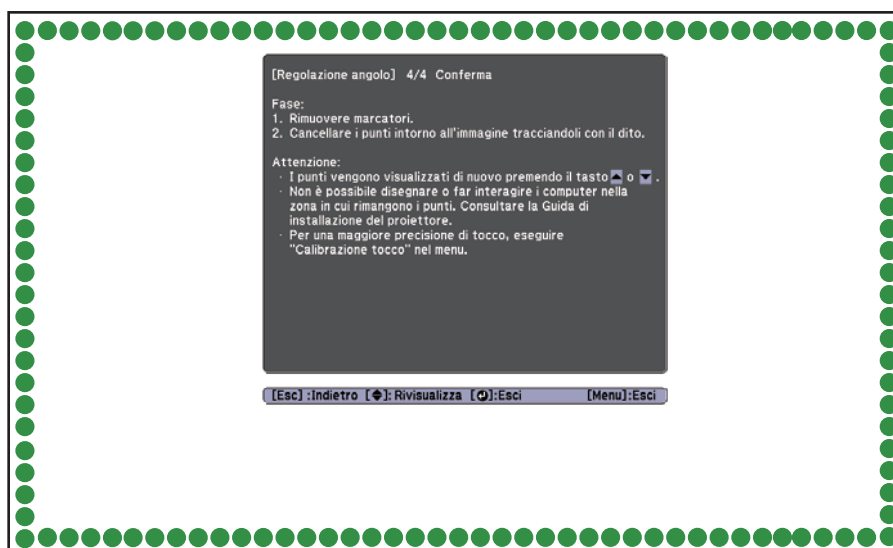 [Regolazione angolo] 4/4 Conferma
Fase:
1. Rimuovere marcatori.
2. Cancellare i punti intorno all'immagine tracciandoli con il dito.
Attenzione:
· I punti vengono visualizzati di nuovo premendo il tasto ▲ o ▼ .
· Non è possibile disegnare o far interagire i computer nella
zona in cui rimangono i punti. Consultare la Guida di
installazione del proiettore.
· Per una maggiore precisione di tocco, eseguire
"Calibrazione tocco" nel menu.
[Esc] :Indietro [◆]: Rivisualizza [↵]:Esci [Menu]:Esci